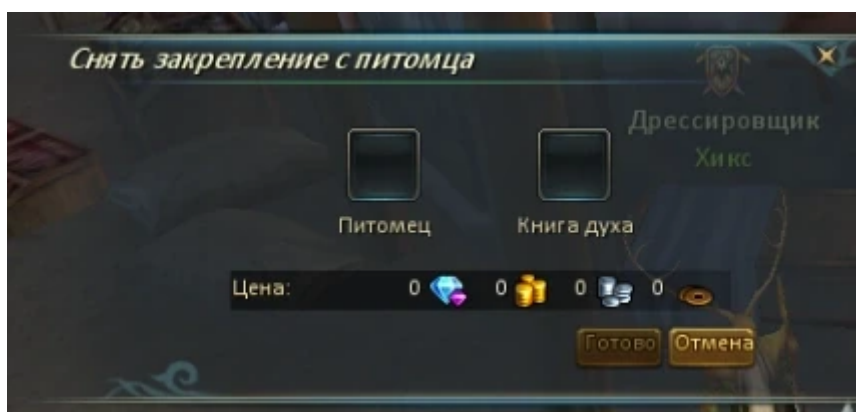 Снять закрепление с питомца
Дрессировщик
Хикс
Питомец
Книга духа
Цена: 0 0 0 0
Готово Отмена